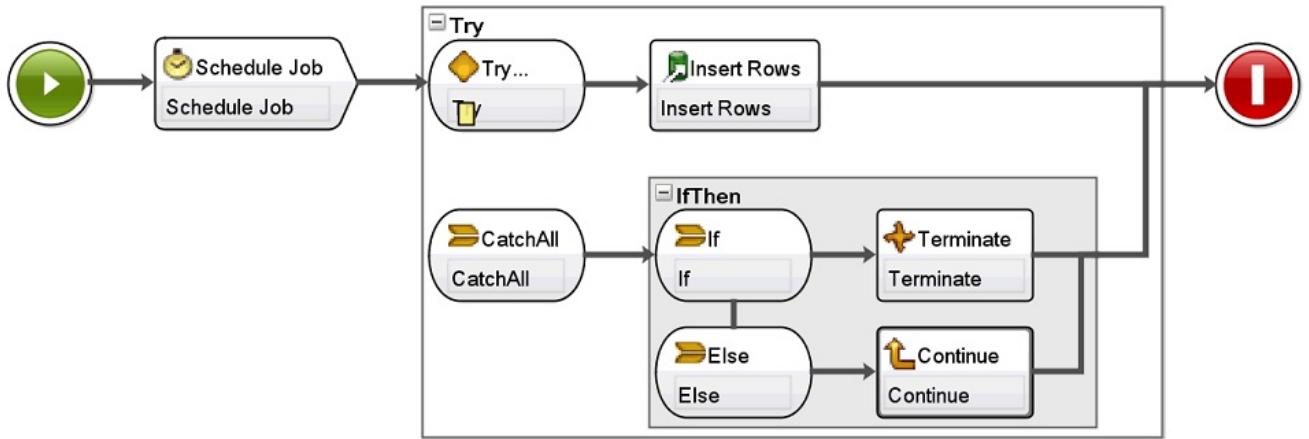 Try
Schedule Job
Schedule Job
Try...
Try
Insert Rows
Insert Rows
IfThen
CatchAll
CatchAll
If
If
Terminate
Terminate
Else
Else
Continue
Continue